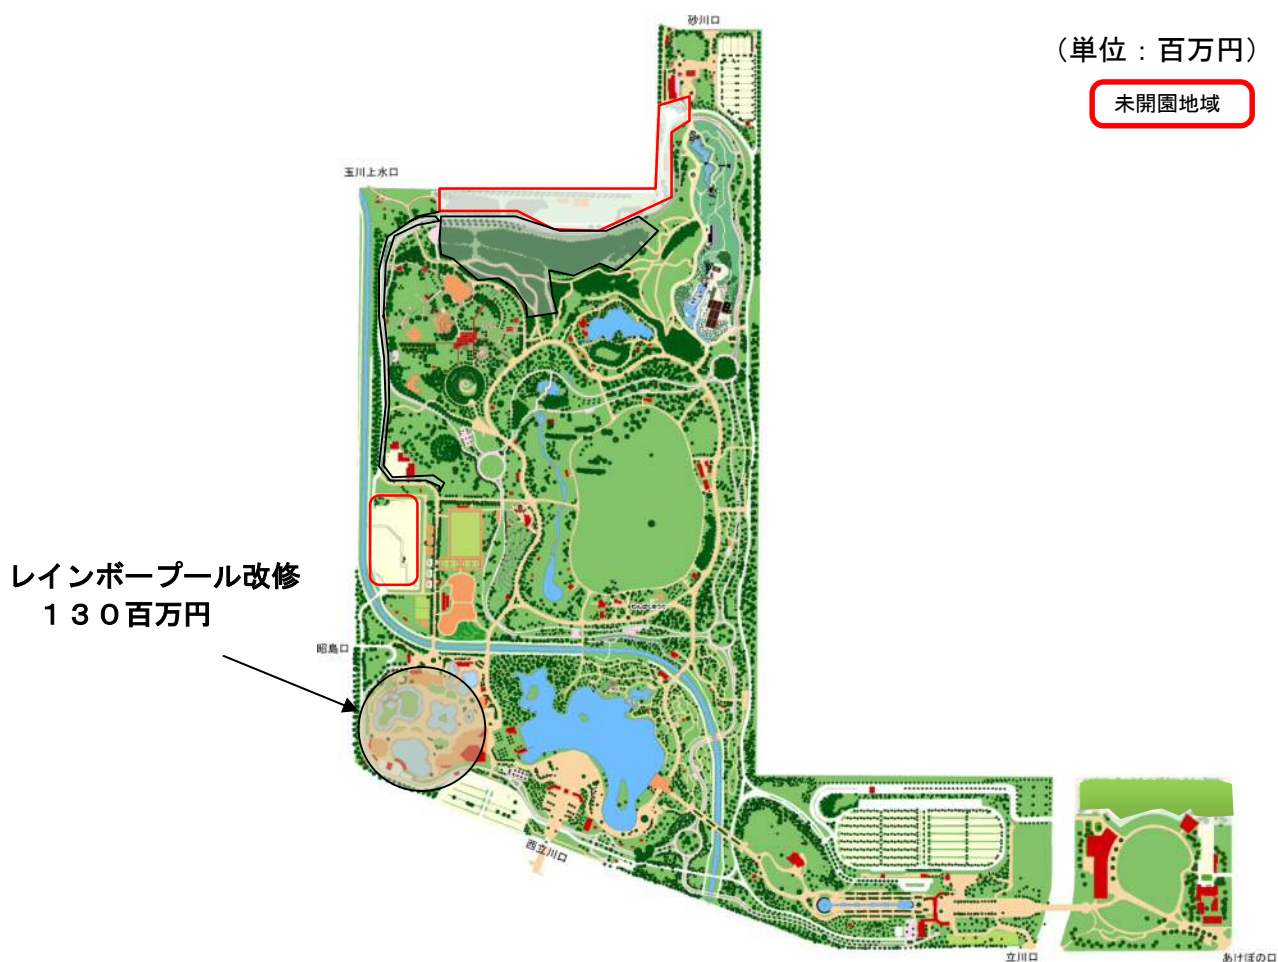 砂川口
（単位：百万円）
未開園地域
玉川上水口
レインボープール改修
１３０百万円
昭島口
西立川口
立川口
あけぼの口